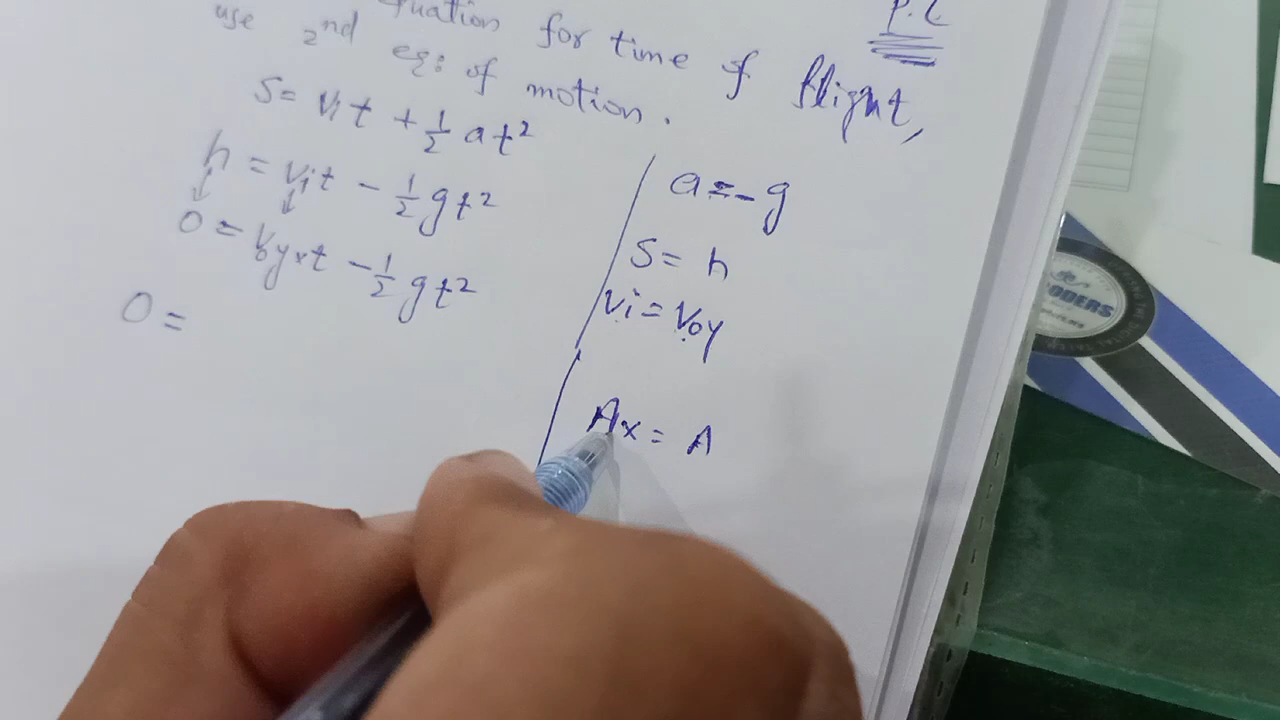 P.L
for time of flight,
use 2nd eq: of motion.
S = Vit + 1/2 at²
h = Vit - 1/2 gt²
0 = Voy×t - 1/2 gt²
0 =
a = -g
S = h
Vi = Voy
Ax = A